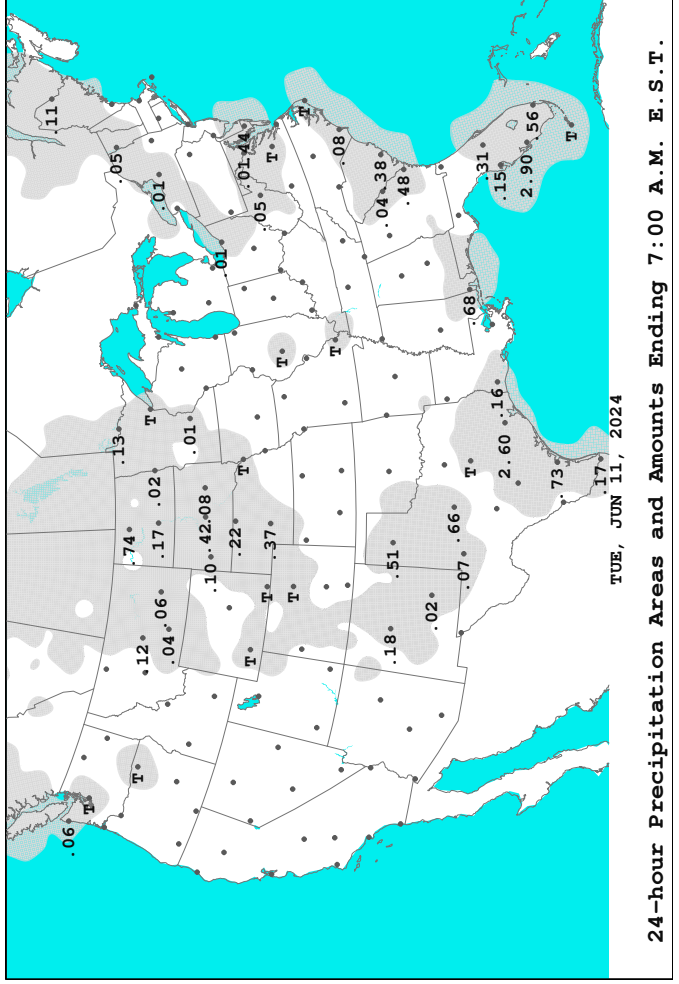 .11
.06
T
.05
.13
.74
T
.12
T
.02
.17
.01
.06
.04
.01
.10
.42
.08
.01
.22
T
.01
.44
T
.05
T
.37
T
T
T
T
T
.08
.38
.04
.18
.51
.48
.02
.66
.07
.68
T
.31
.16
.15
2.60
2.90
.56
.73
T
.17
TUE, JUN 11, 2024
24-hour Precipitation Areas and Amounts Ending 7:00 A.M. E.S.T.